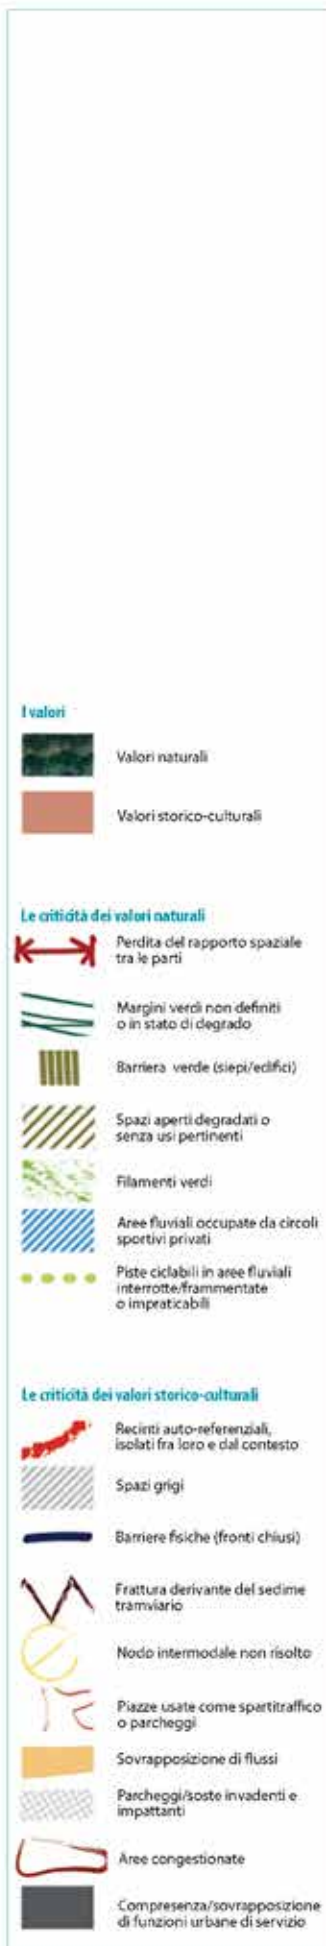 I valori
Valori naturali
Valori storico-culturali
Le criticità dei valori naturali
Perdita del rapporto spaziale
tra le parti
Margini verdi non definiti
o in stato di degrado
Barriera verde (siepi/edifici)
Spazi aperti degradati o
senza usi pertinenti
Filamenti verdi
Aree fluviali occupate da circoli
sportivi privati
Piste ciclabili in aree fluviali
interrotte/frammentate
o impraticabili
Le criticità dei valori storico-culturali
Recinti auto-referenziali,
isolati fra loro e dal contesto
Spazi grigi
Barriere fisiche (fronti chiusi)
Frattura derivante del sedime
tramviario
Nodo intermodale non risolto
Piazze usate come spartitraffico
o parcheggi
Sovrapposizione di flussi
Parcheggi/soste invadenti e
impattanti
Aree congestionate
Compresenza/sovrapposizione
di funzioni urbane di servizio